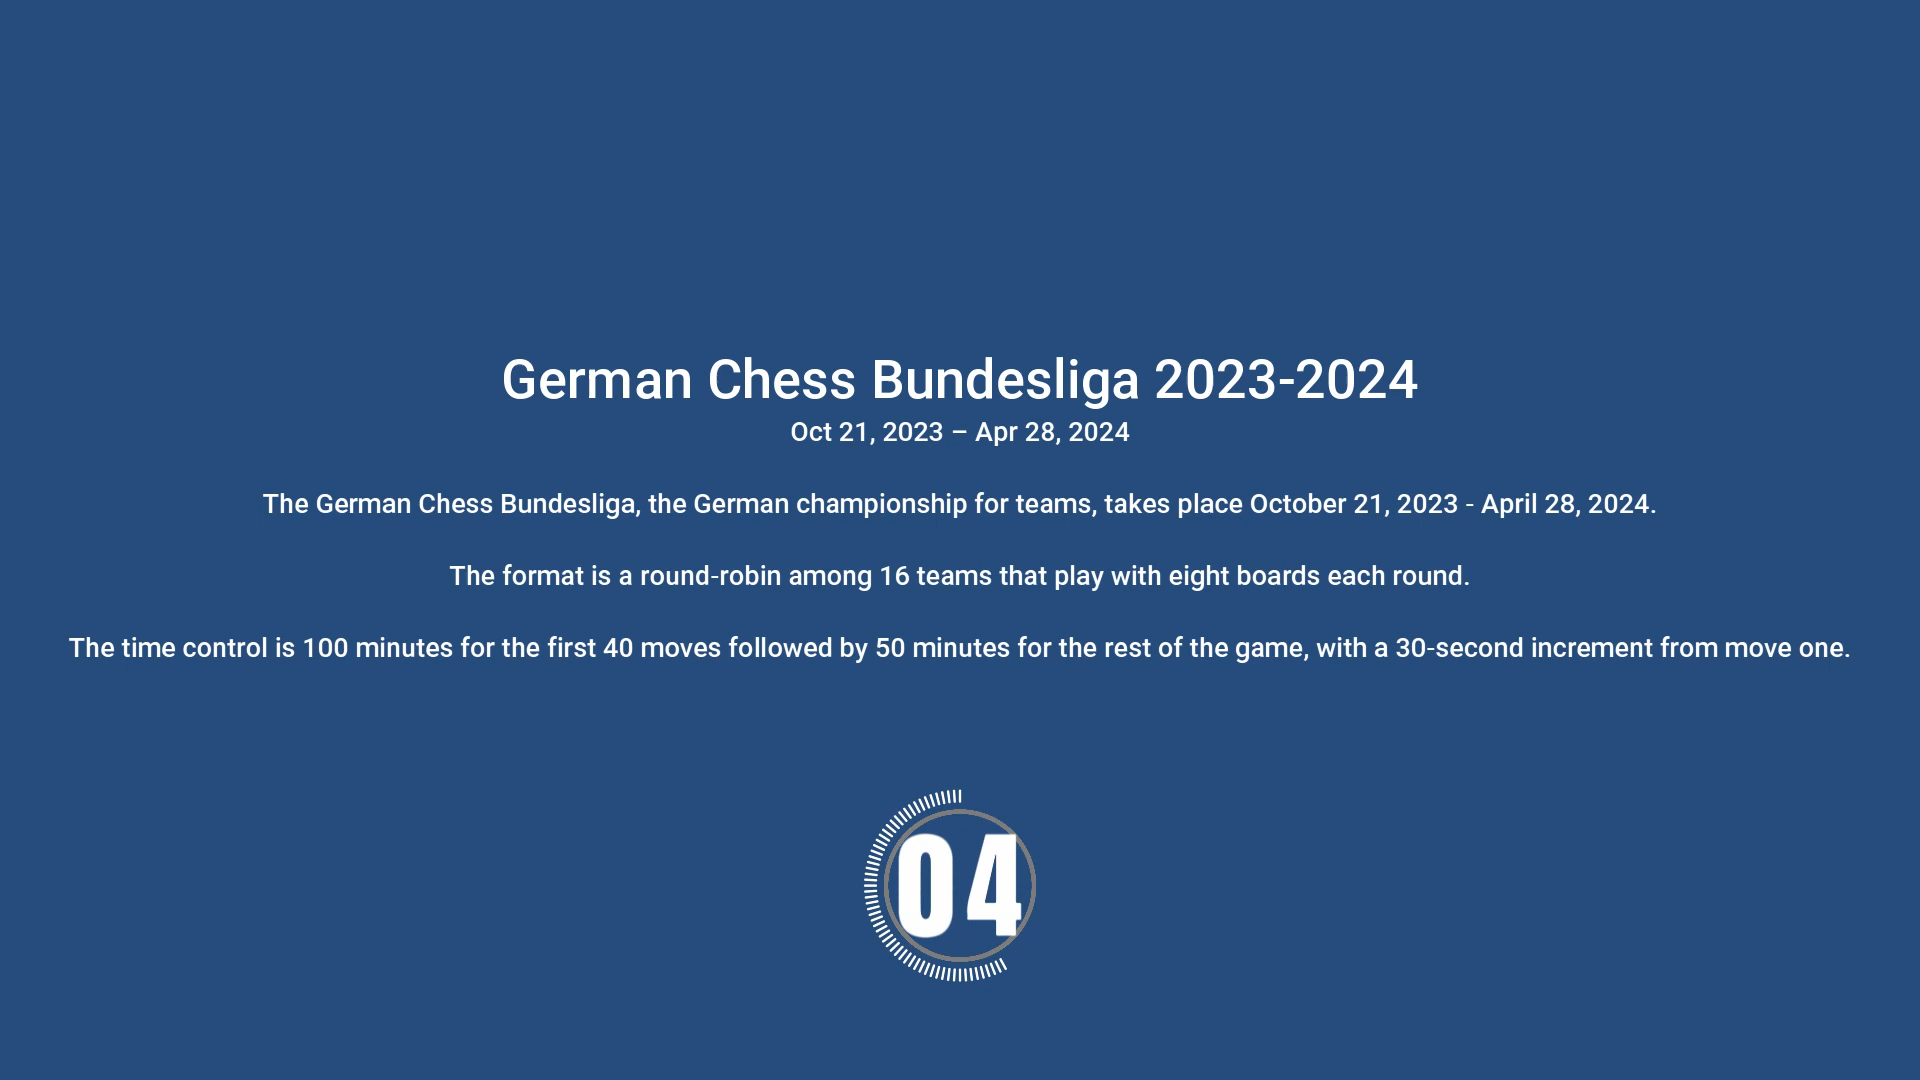 German Chess Bundesliga 2023-2024
Oct 21, 2023 – Apr 28, 2024
The German Chess Bundesliga, the German championship for teams, takes place October 21, 2023 - April 28, 2024.
The format is a round-robin among 16 teams that play with eight boards each round.
The time control is 100 minutes for the first 40 moves followed by 50 minutes for the rest of the game, with a 30-second increment from move one.
04